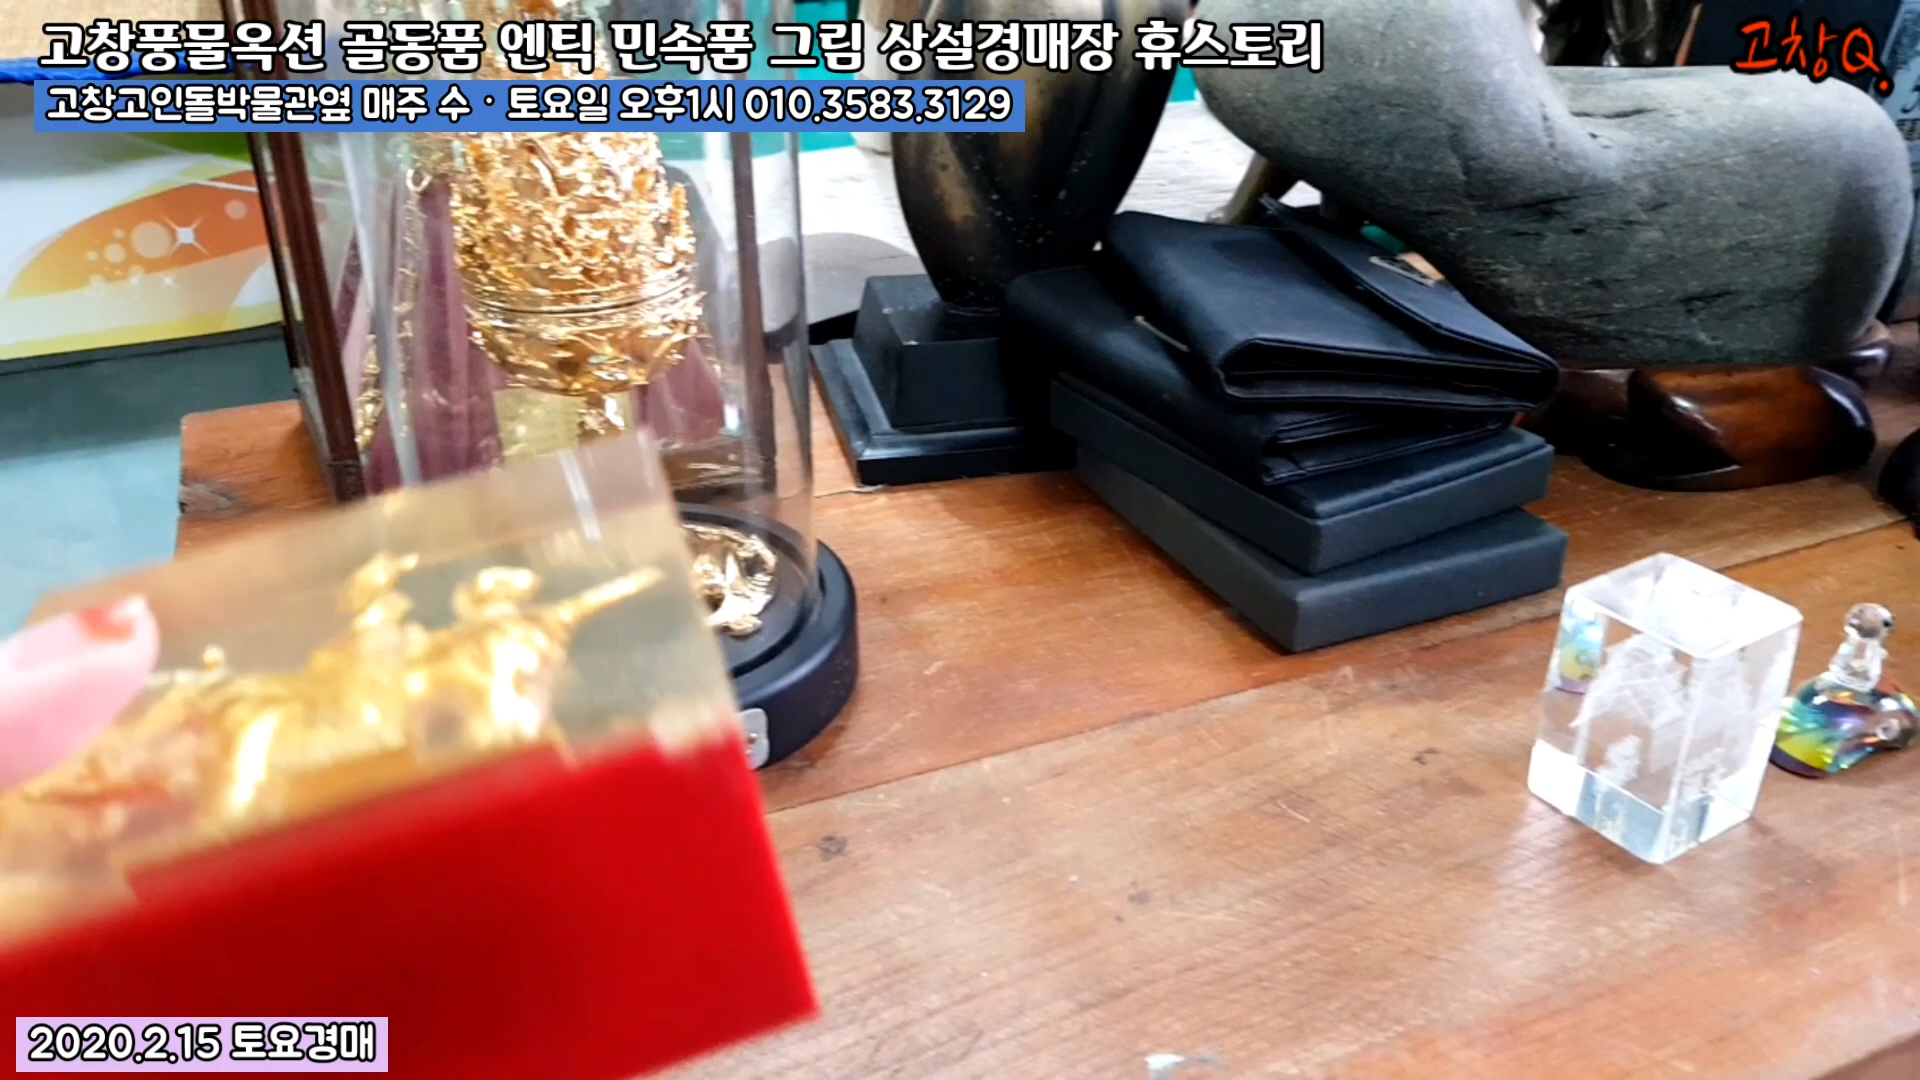 고창풍물옥션 골동품 엔틱 민속품 그림 상설경매장 휴스토리
고창Q.
고창고인돌박물관옆 매주 수·토요일 오후1시 010.3583.3129
2020.2.15 토요경매